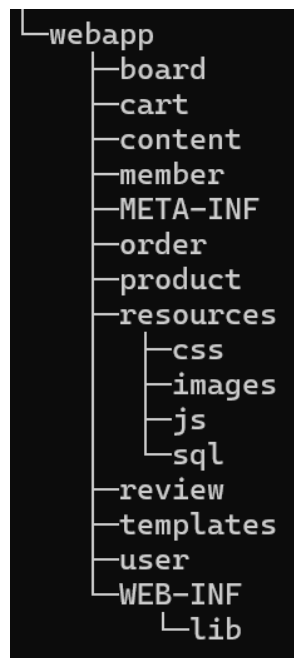 webapp
board
cart
content
member
META-INF
order
product
resources
css
images
js
sql
review
templates
user
WEB-INF
lib